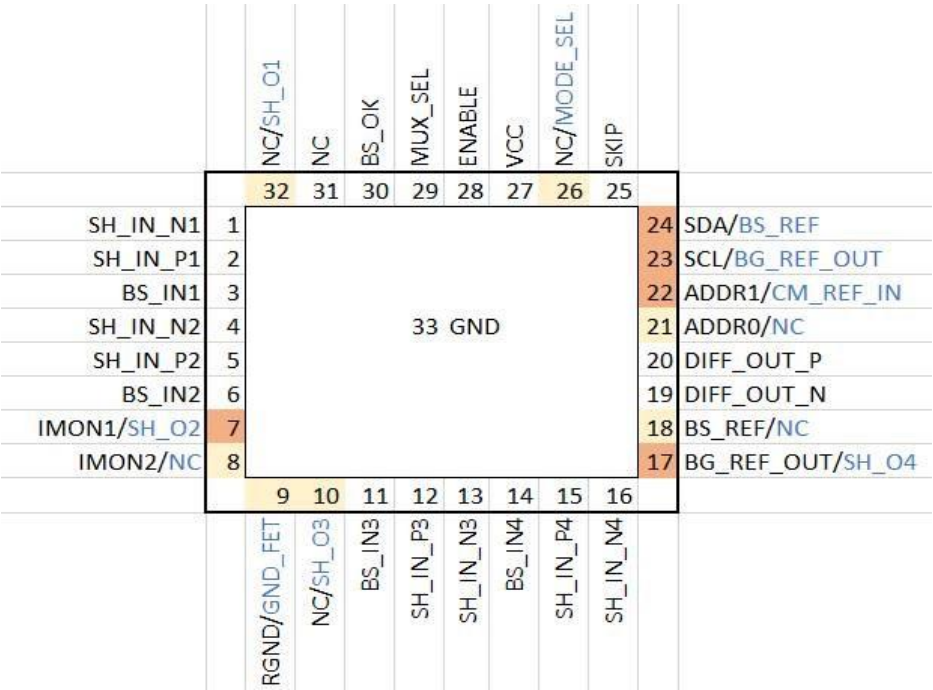 NC/SH_O1
NC
BS_OK
MUX_SEL
ENABLE
VCC
NC/MODE_SEL
SKIP
32 31 30 29 28 27 26 25
SH_IN_N1 1
SH_IN_P1 2
BS_IN1 3
SH_IN_N2 4
SH_IN_P2 5
BS_IN2 6
IMON1/SH_O2 7
IMON2/NC 8
33 GND
24 SDA/BS_REF
23 SCL/BG_REF_OUT
22 ADDR1/CM_REF_IN
21 ADDR0/NC
20 DIFF_OUT_P
19 DIFF_OUT_N
18 BS_REF/NC
17 BG_REF_OUT/SH_O4
9 10 11 12 13 14 15 16
RGND/GND_FET
NC/SH_O3
BS_IN3
SH_IN_P3
SH_IN_N3
BS_IN4
SH_IN_P4
SH_IN_N4